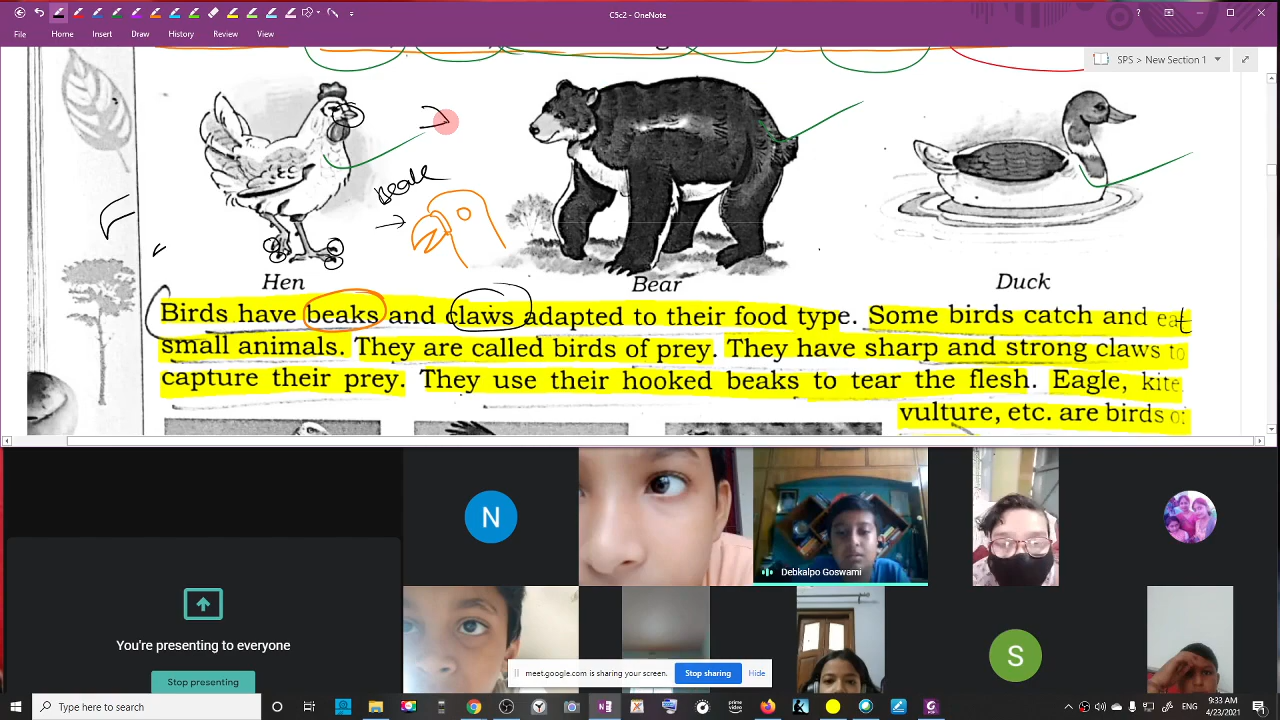 CSc2 - OneNote
File Home Insert Draw History Review View
SPS > New Section 1
Beak
Hen Bear Duck
Birds have beaks and claws adapted to their food type. Some birds catch and eat
small animals. They are called birds of prey. They have sharp and strong claws to
capture their prey. They use their hooked beaks to tear the flesh. Eagle, kite,
vulture, etc. are birds of
N
Debkalpo Goswami
You're presenting to everyone
S
meet.google.com is sharing your screen. Stop sharing Hide
Stop presenting
Type here to search
prime video
ENG
9:33 AM
4/23/2021